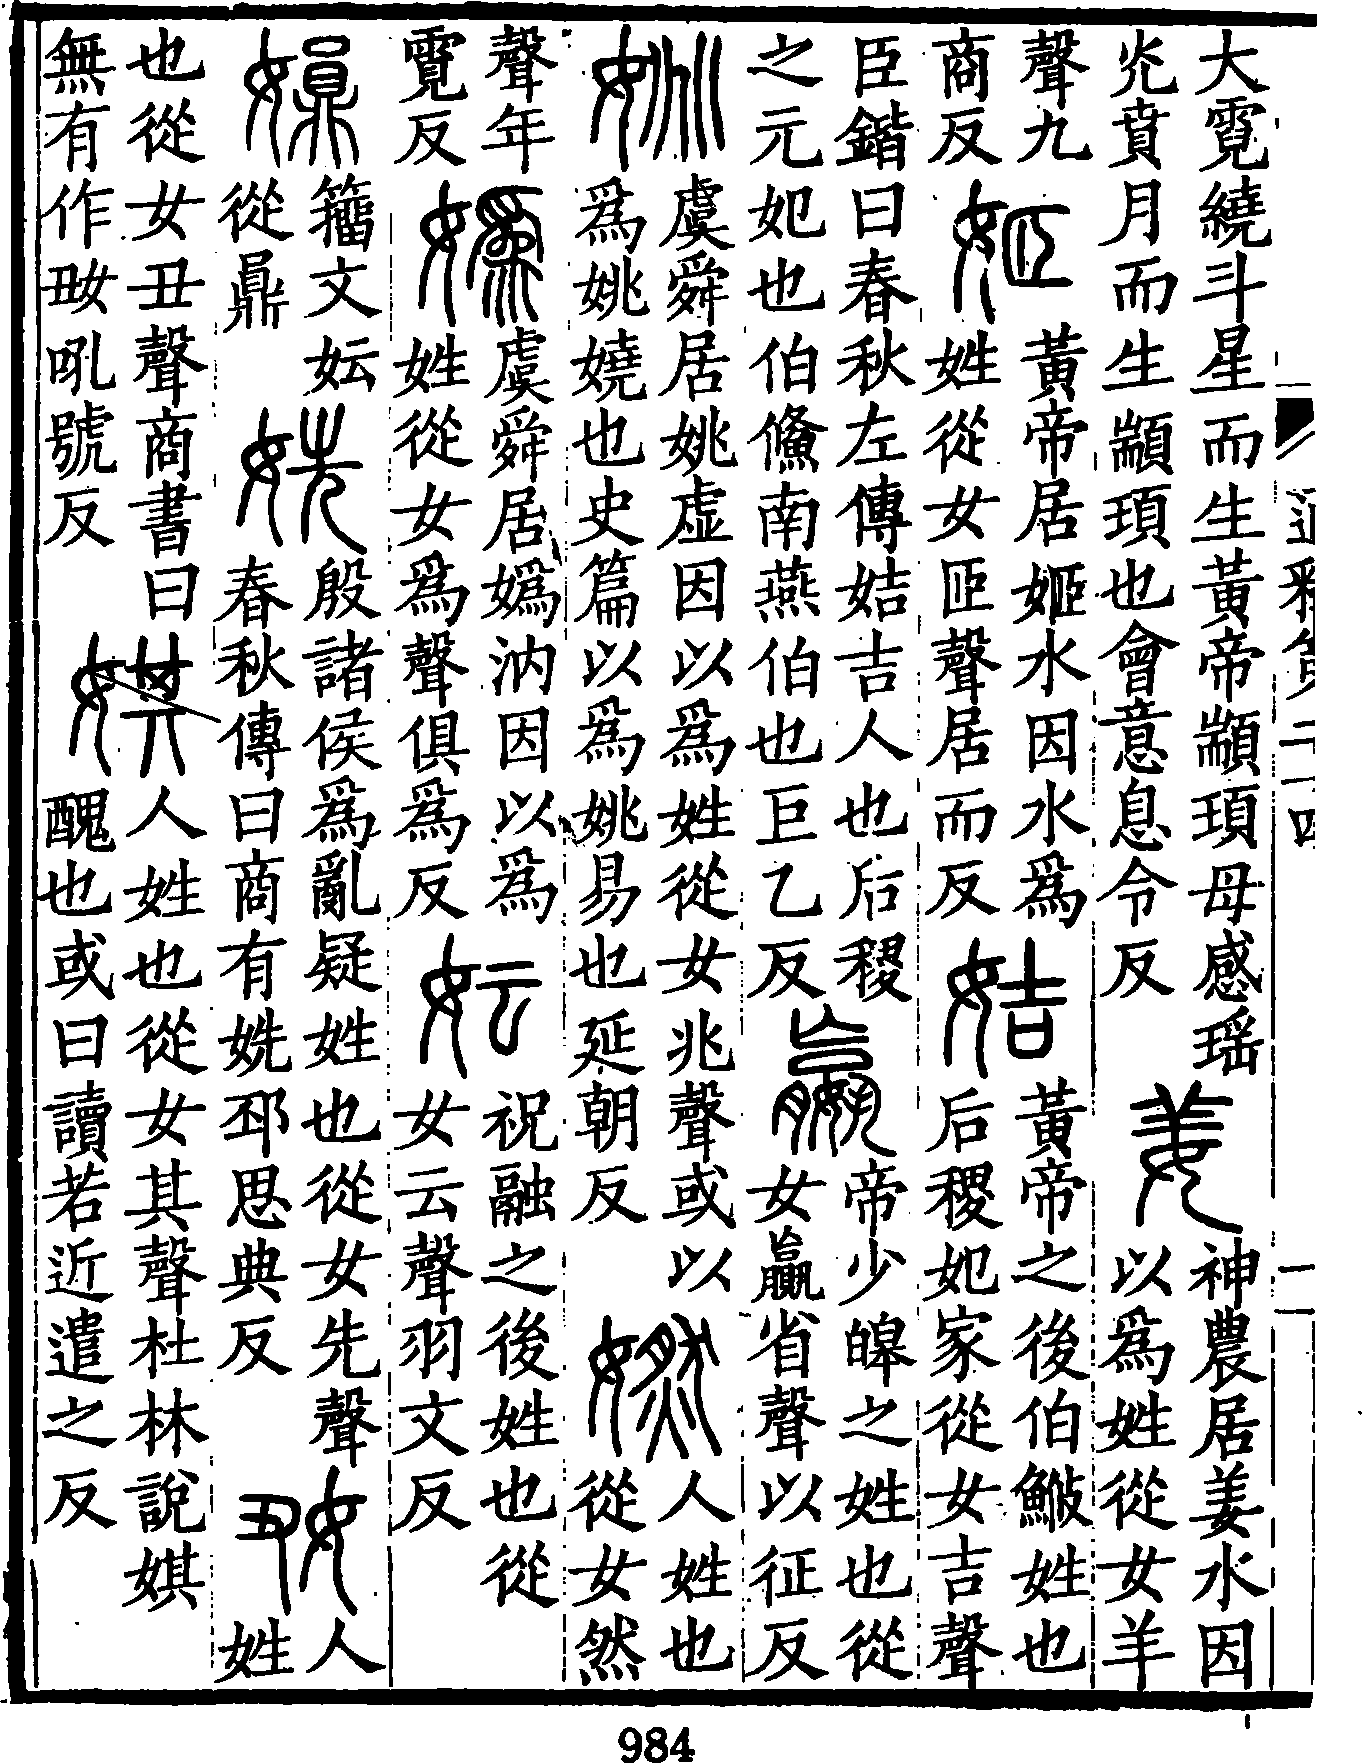 大霓繞斗星而生黃帝顓頊母感瑶
光賁月而生顓頊也會意息令反
姜
神農居姜水因
以爲姓從女羊
聲九
商反
姬
黃帝居姬水因水爲
姓從女𦣝聲居而反
姞
黃帝之後伯姓也
后稷妃家從女吉聲
臣鍇曰春秋左傳姞吉人也后稷
之元妃也伯鯈南燕伯也巨乙反
嬴
帝少皞之姓也從
女羸省聲以征反
姚
虞舜居姚虛因以爲姓從女兆聲或以
爲姚嬈也史篇以爲姚易也延朝反
嬿
人姓也
從女然
聲年
霓反
嬀
虞舜居嬀汭因以爲
姓從女爲聲俱爲反
妘
祝融之後姓也從
女云聲羽文反
籀文妘
從鼎
姺
殷諸侯爲亂疑姓也從女先聲
春秋傳曰商有姺邳思典反
𡚾
人
姓
也從女丑聲商書曰
無有作𡚾吼號反
娸
人姓也從女其聲杜林說娸
醜也或曰讀若近遣之反
通釋第二十四
一
984